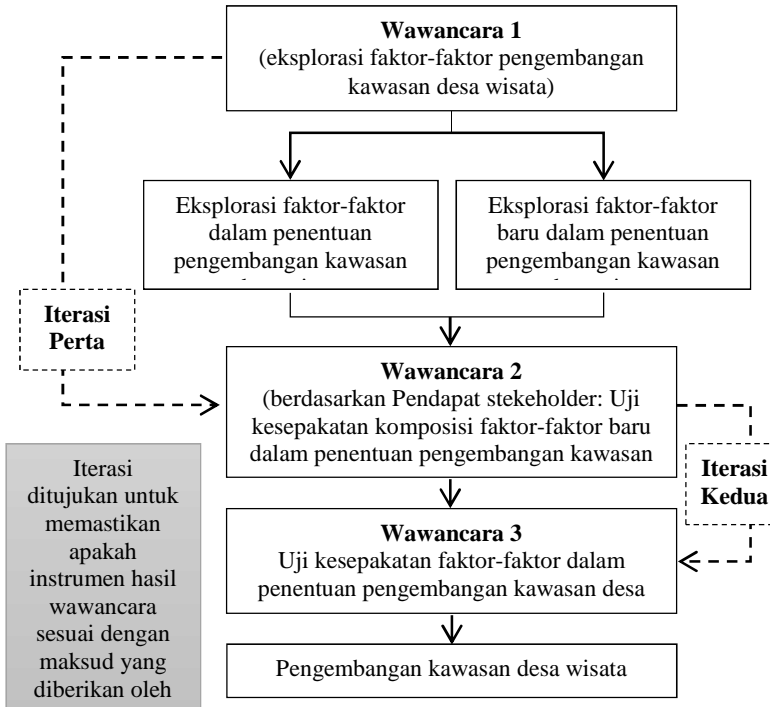 Wawancara 1
(eksplorasi faktor-faktor pengembangan
kawasan desa wisata)
Eksplorasi faktor-faktor
dalam penentuan
pengembangan kawasan
Eksplorasi faktor-faktor
baru dalam penentuan
pengembangan kawasan
Iterasi
Perta
Wawancara 2
(berdasarkan Pendapat stekeholder: Uji
kesepakatan komposisi faktor-faktor baru
dalam penentuan pengembangan kawasan
Iterasi
Kedua
Iterasi
ditujukan untuk
memastikan
apakah
instrumen hasil
wawancara
sesuai dengan
maksud yang
diberikan oleh
Wawancara 3
Uji kesepakatan faktor-faktor dalam
penentuan pengembangan kawasan desa
Pengembangan kawasan desa wisata